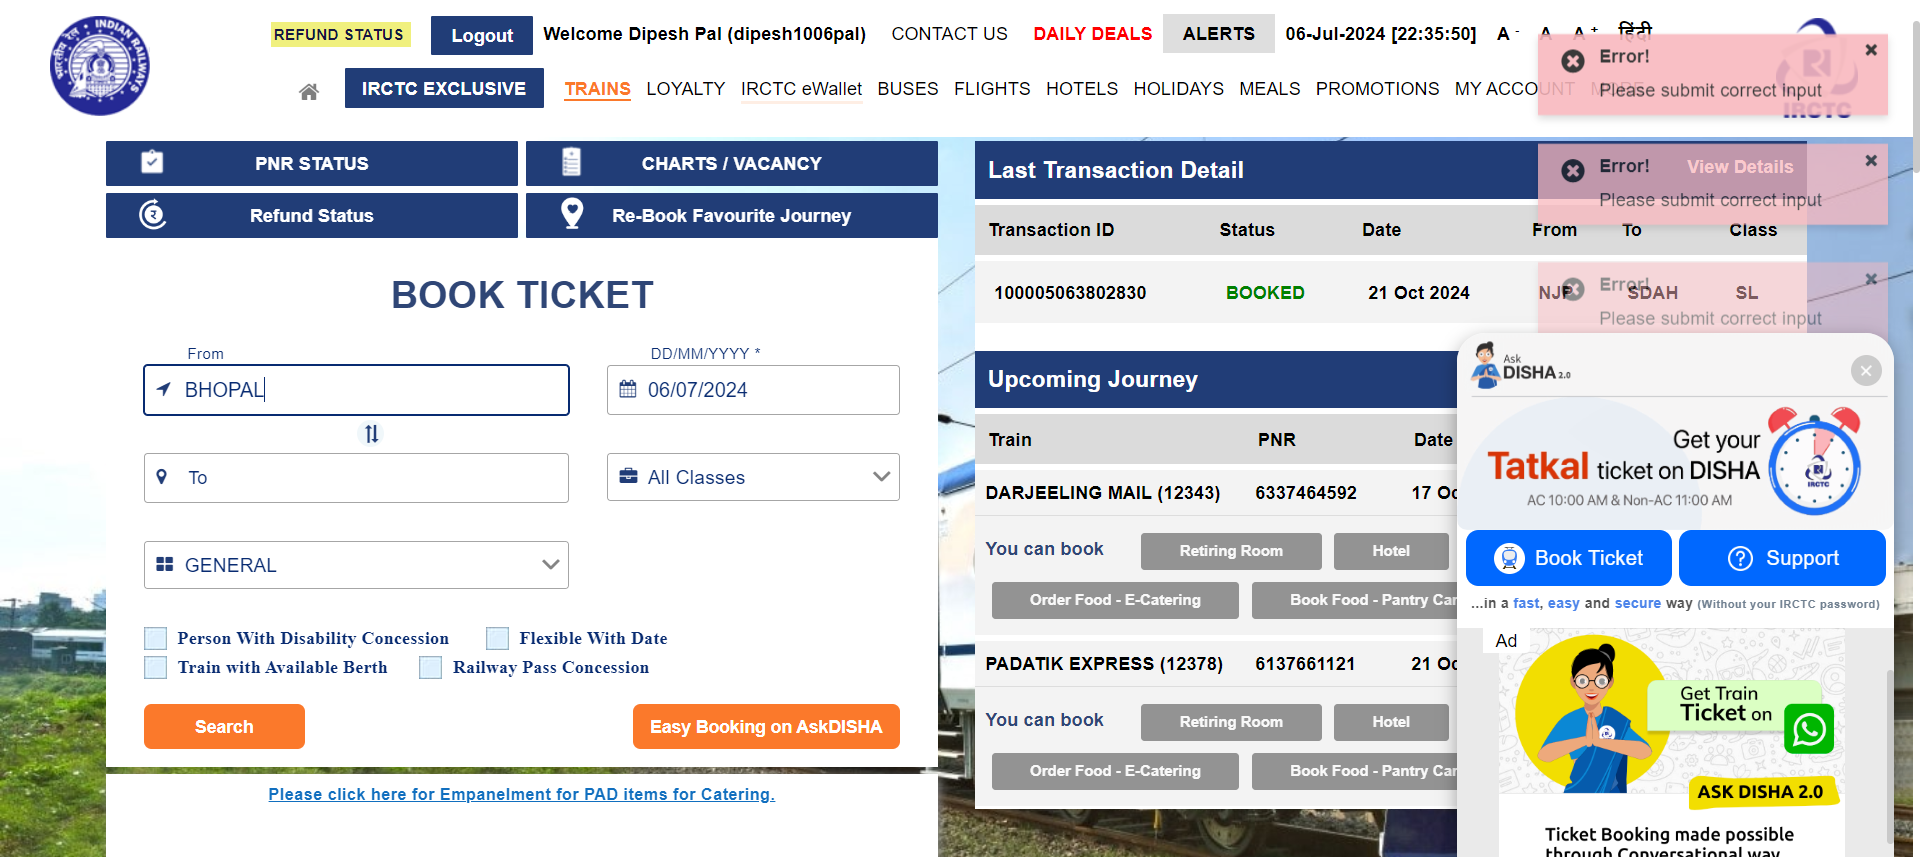 REFUND STATUS
Logout
Welcome Dipesh Pal (dipesh1006pal)
CONTACT US
DAILY DEALS
ALERTS
06-Jul-2024 [22:35:50]
A -
A
A +
हिंदी
IRCTC EXCLUSIVE
TRAINS
LOYALTY
IRCTC eWallet
BUSES
FLIGHTS
HOTELS
HOLIDAYS
MEALS
PROMOTIONS
MY ACCOUNT
MORE
INDIAN RAILWAYS
भारतीय रेल
IRCTC
Error!
Please submit correct input
PNR STATUS
CHARTS / VACANCY
Refund Status
Re-Book Favourite Journey
BOOK TICKET
From
BHOPAL
DD/MM/YYYY *
06/07/2024
To
All Classes
GENERAL
Person With Disability Concession
Flexible With Date
Train with Available Berth
Railway Pass Concession
Search
Easy Booking on AskDISHA
Please click here for Empanelment for PAD items for Catering.
Last Transaction Detail
View Details
Error!
Please submit correct input
Transaction ID Status Date From To Class
100005063802830 BOOKED 21 Oct 2024 NJP SDAH SL
Error!
Please submit correct input
Upcoming Journey
Train PNR Date
DARJEELING MAIL (12343) 6337464592 17 Oc
You can book
Retiring Room
Hotel
Order Food - E-Catering
Book Food - Pantry Car
PADATIK EXPRESS (12378) 6137661121 21 Oc
You can book
Retiring Room
Hotel
Order Food - E-Catering
Book Food - Pantry Car
Ask
DISHA 2.0
Get your
Tatkal ticket on DISHA
AC 10:00 AM & Non-AC 11:00 AM
IRCTC
Book Ticket
Support
...in a fast, easy and secure way (Without your IRCTC password)
Ad
Get Train
Ticket on
ASK DISHA 2.0
Ticket Booking made possible
through Conversational way